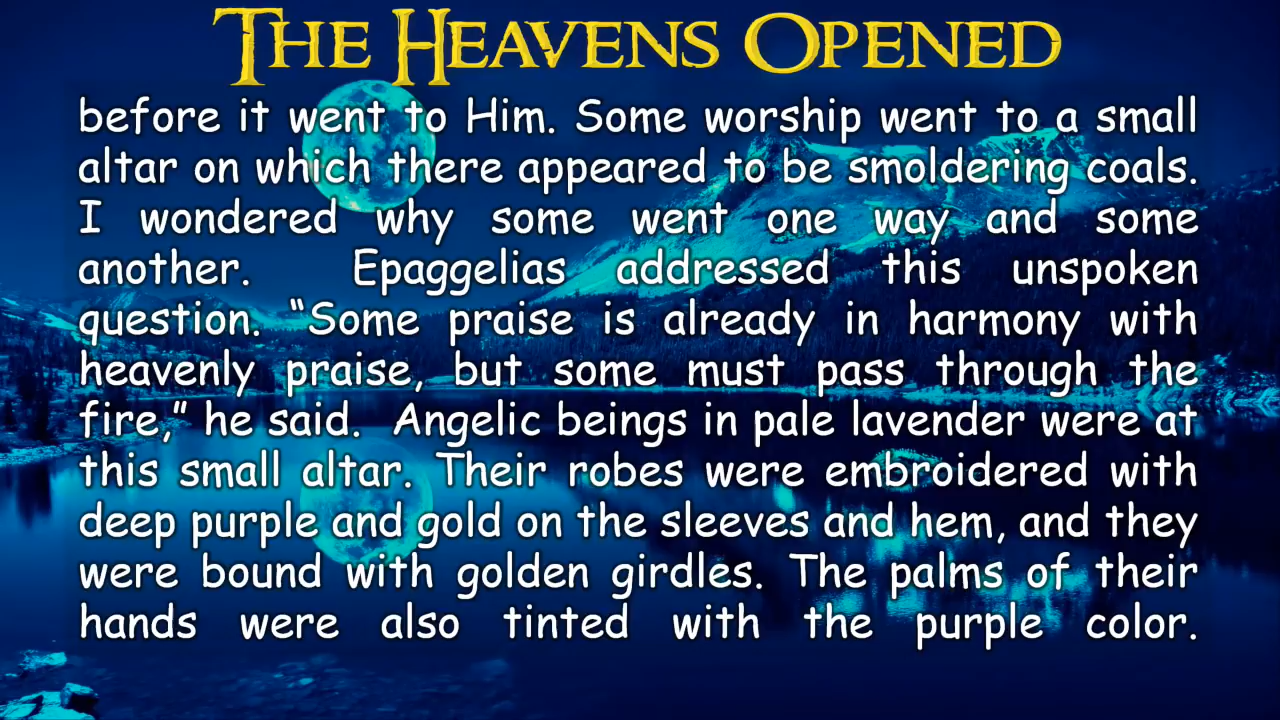 THE HEAVENS OPENED
before it went to Him. Some worship went to a small
altar on which there appeared to be smoldering coals.
I wondered why some went one way and some
another. Epaggelias addressed this unspoken
question. “Some praise is already in harmony with
heavenly praise, but some must pass through the
fire,” he said. Angelic beings in pale lavender were at
this small altar. Their robes were embroidered with
deep purple and gold on the sleeves and hem, and they
were bound with golden girdles. The palms of their
hands were also tinted with the purple color.